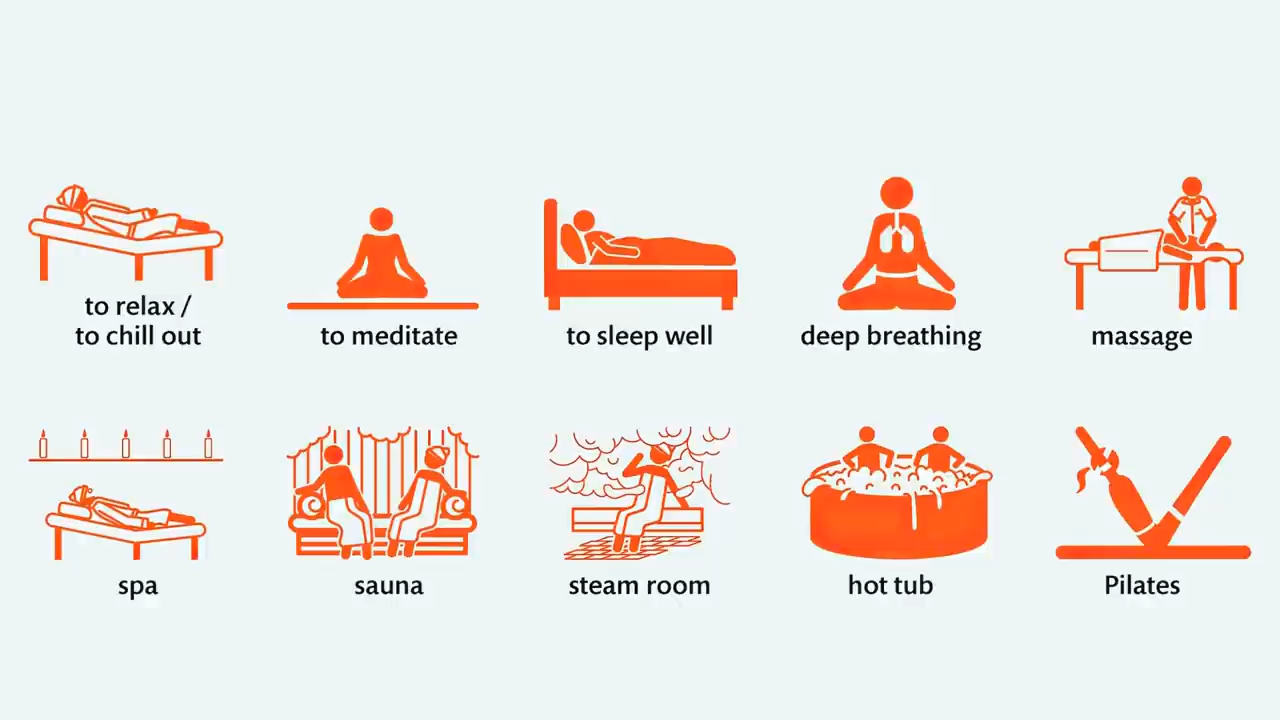 to relax /
to chill out
to meditate
to sleep well
deep breathing
massage
spa
sauna
steam room
hot tub
Pilates